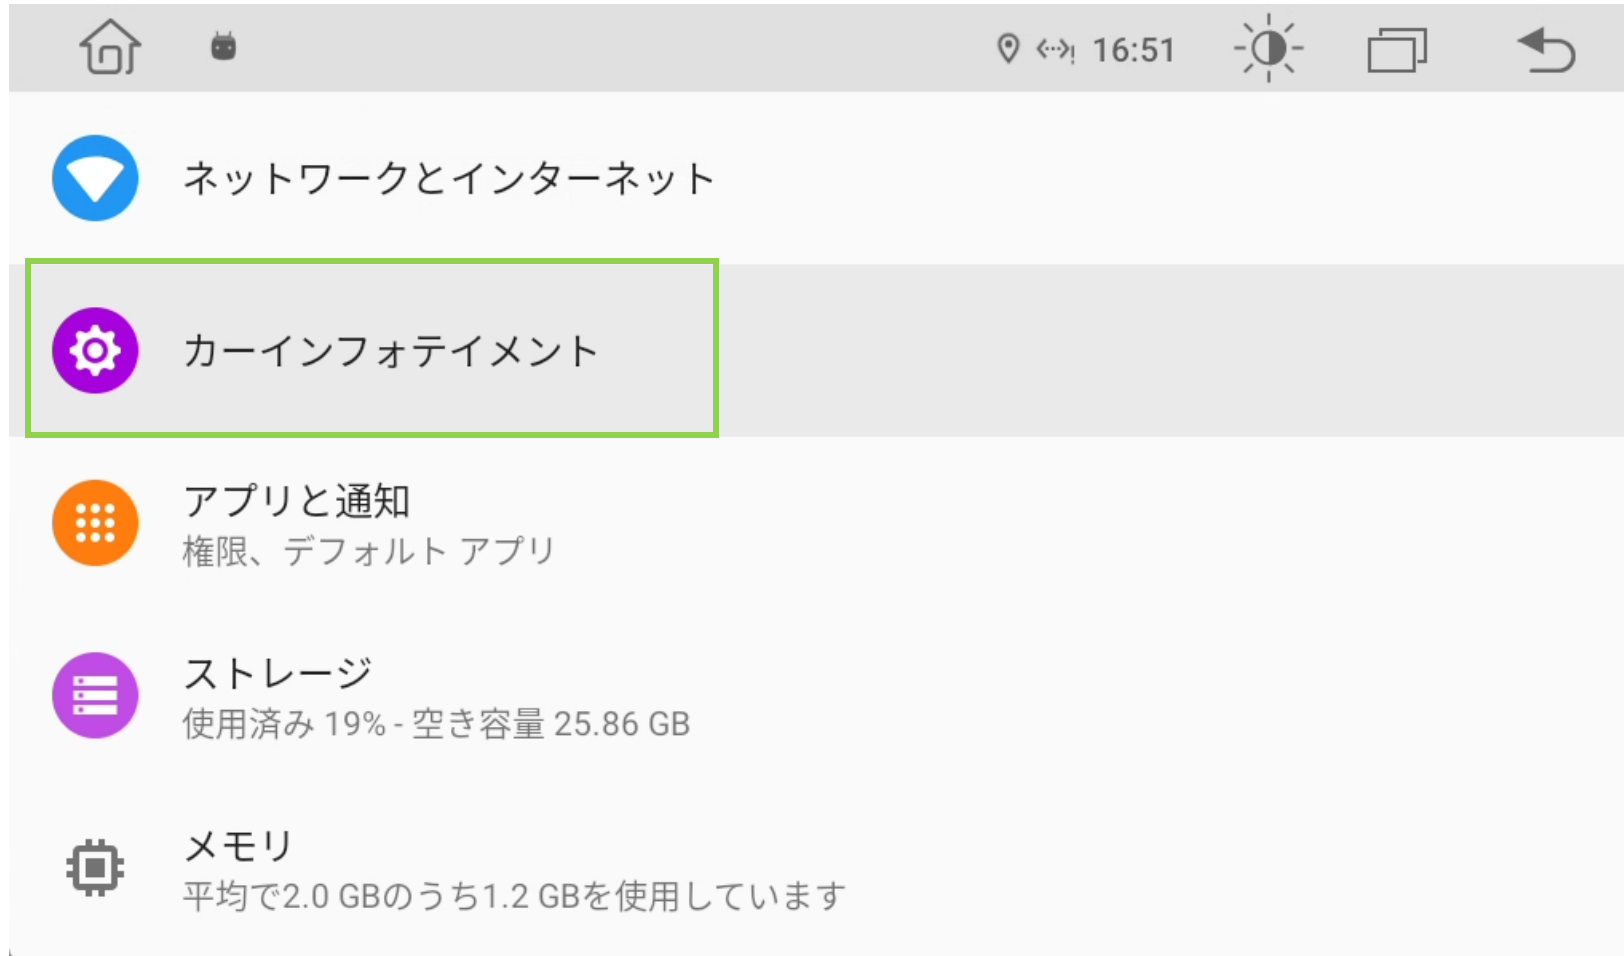 16:51
ネットワークとインターネット
カーインフォテイメント
アプリと通知
権限、デフォルト アプリ
ストレージ
使用済み 19% - 空き容量 25.86 GB
メモリ
平均で2.0 GBのうち1.2 GBを使用しています